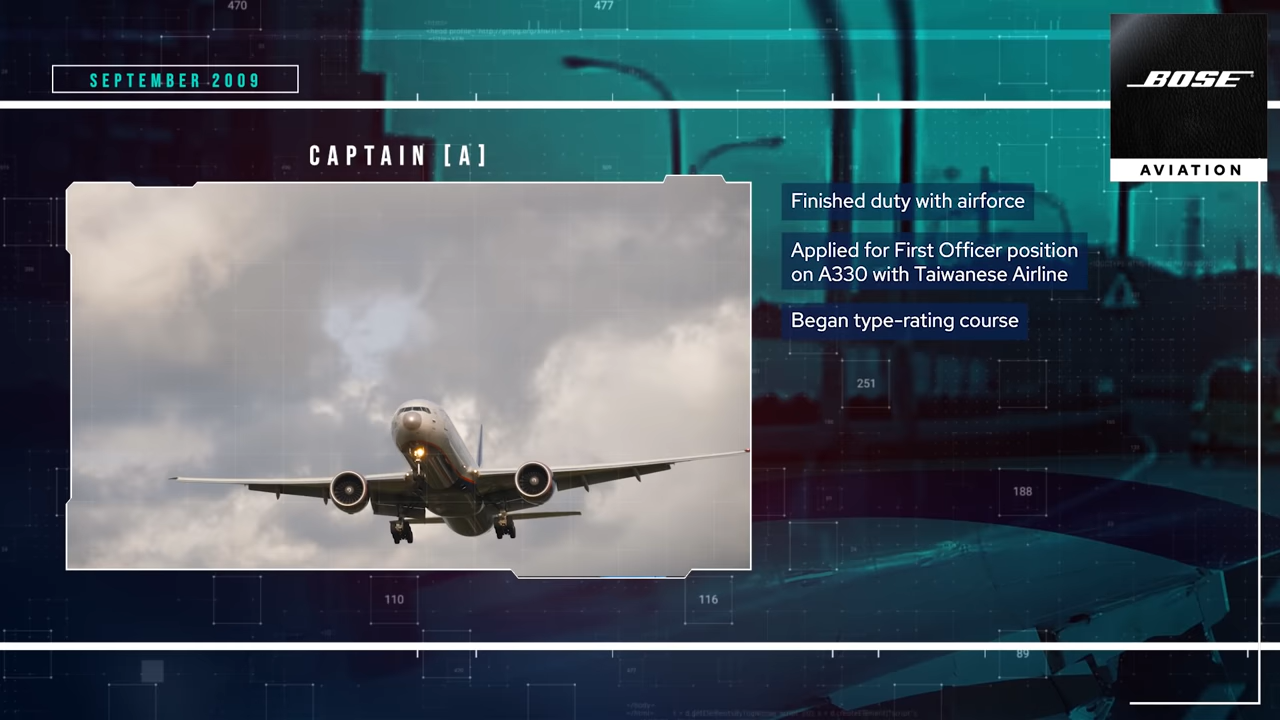 470
477
SEPTEMBER 2009
BOSE
AVIATION
CAPTAIN [A]
Finished duty with airforce
Applied for First Officer position
on A330 with Taiwanese Airline
Began type-rating course
251
188
110
116
89